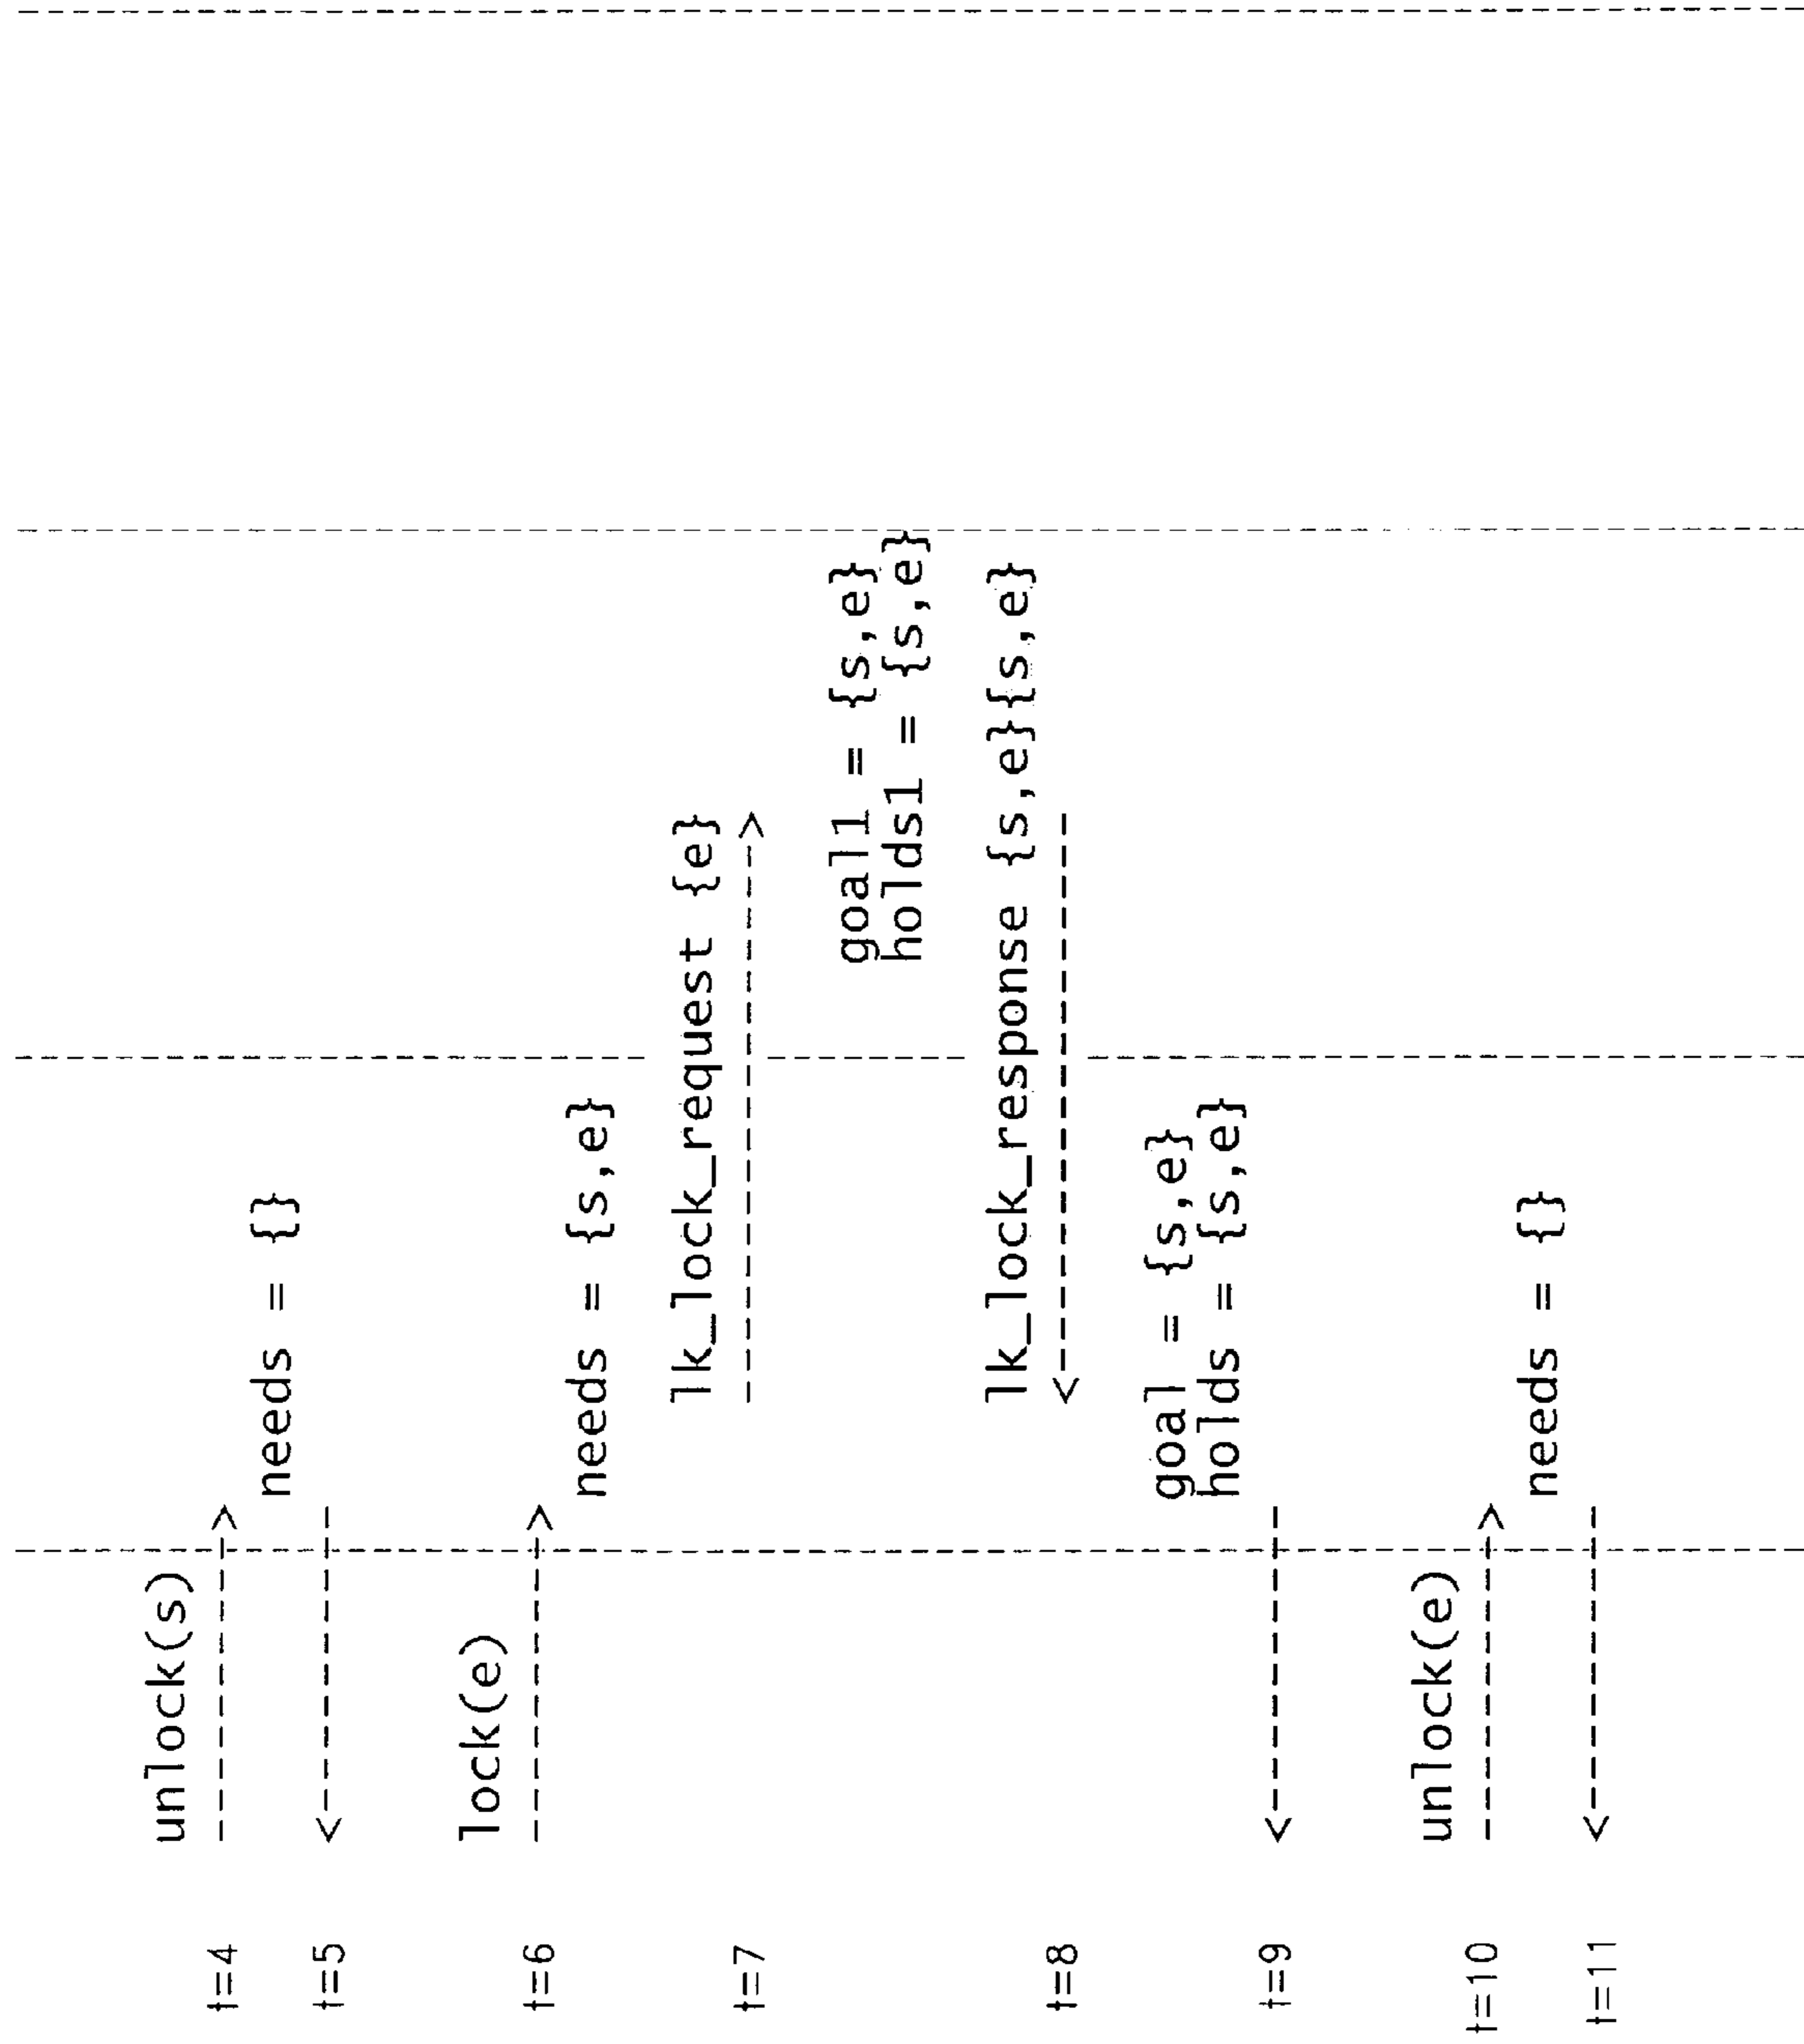 unlock(s)
t=4 ---------->
needs = {}
t=5 <----------
lock(e)
t=6 ---------->
needs = {s,e}
lk_lock_request {e}
t=7 ------------------>
goal1 = {s,e}
holds1 = {s,e}
lk_lock_response {s,e}{s,e}
t=8 <------------------
goal = {s,e}
holds = {s,e}
t=9 <----------
unlock(e)
t=10 ---------->
needs = {}
t=11 <----------